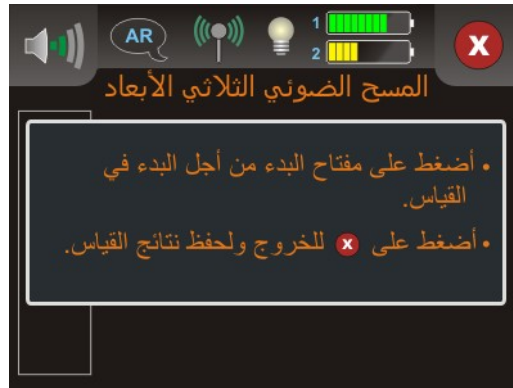 AR
1
2
X
المسح الضوئي الثلاثي الأبعاد
• أضغط على مفتاح البدء من أجل البدء في
القياس.
• أضغط على x للخروج ولحفظ نتائج القياس.